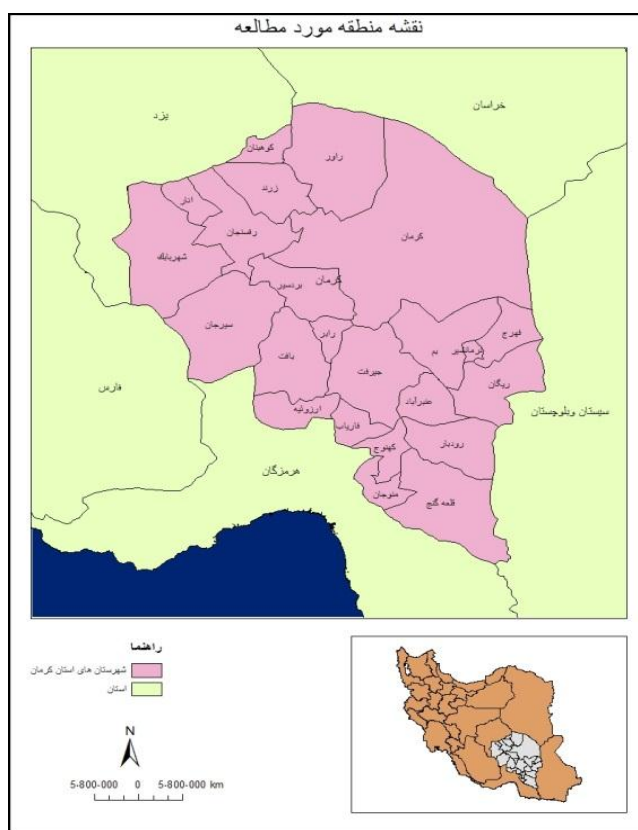 نقشه منطقه مورد مطالعه
خراسان
یزد
کوهبنان
راور
زرند
انار
کرمان
رفسنجان
شهربابک
کرمان
بردسیر
سیرجان
رابر
بافت
جیرفت
بم
نرماشیر
فهرج
ریگان
عنبرآباد
ارزوئیه
فاریاب
رودبار
کهنوج
منوجان
قلعه گنج
فارس
سیستان وبلوچستان
هرمزگان
راهنما
شهرستان های استان کرمان
استان
N
5-800-000 0 5-800-000 km